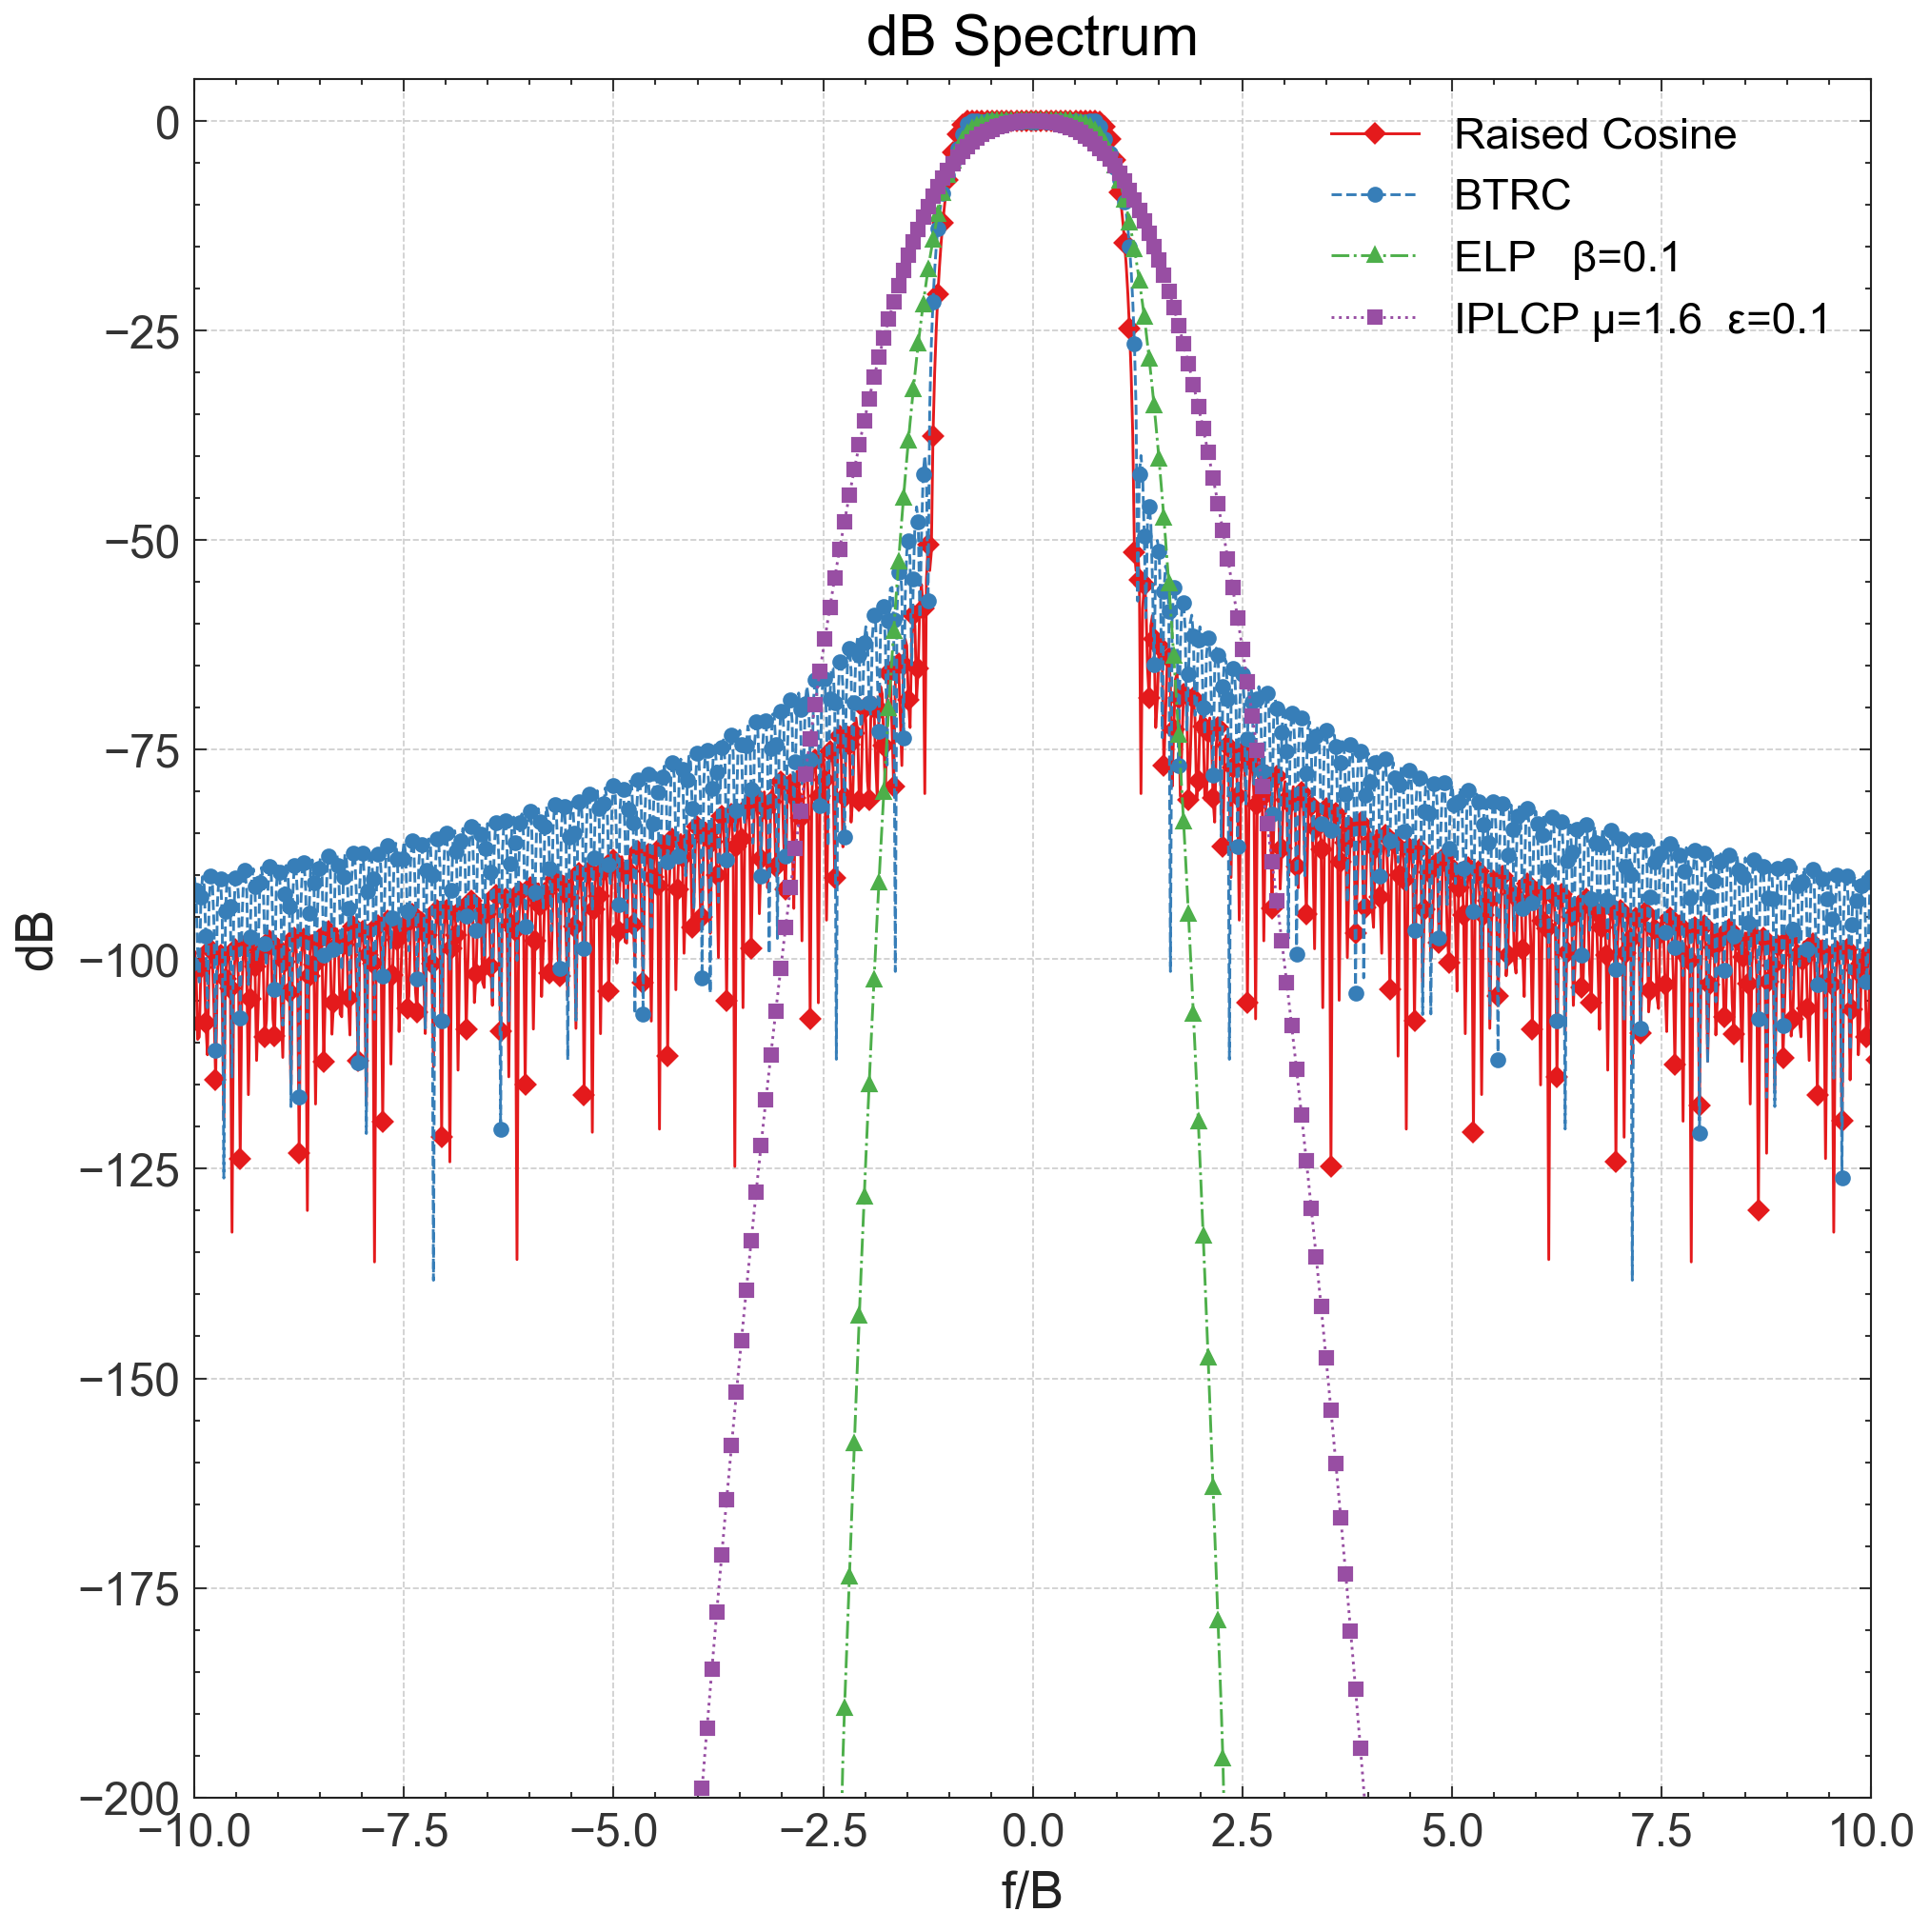 dB Spectrum
Raised Cosine
BTRC
ELP β=0.1
IPLCP μ=1.6 ε=0.1
0
−25
−50
−75
−100
−125
−150
−175
−200
dB
−10.0 −7.5 −5.0 −2.5 0.0 2.5 5.0 7.5 10.0
f/B